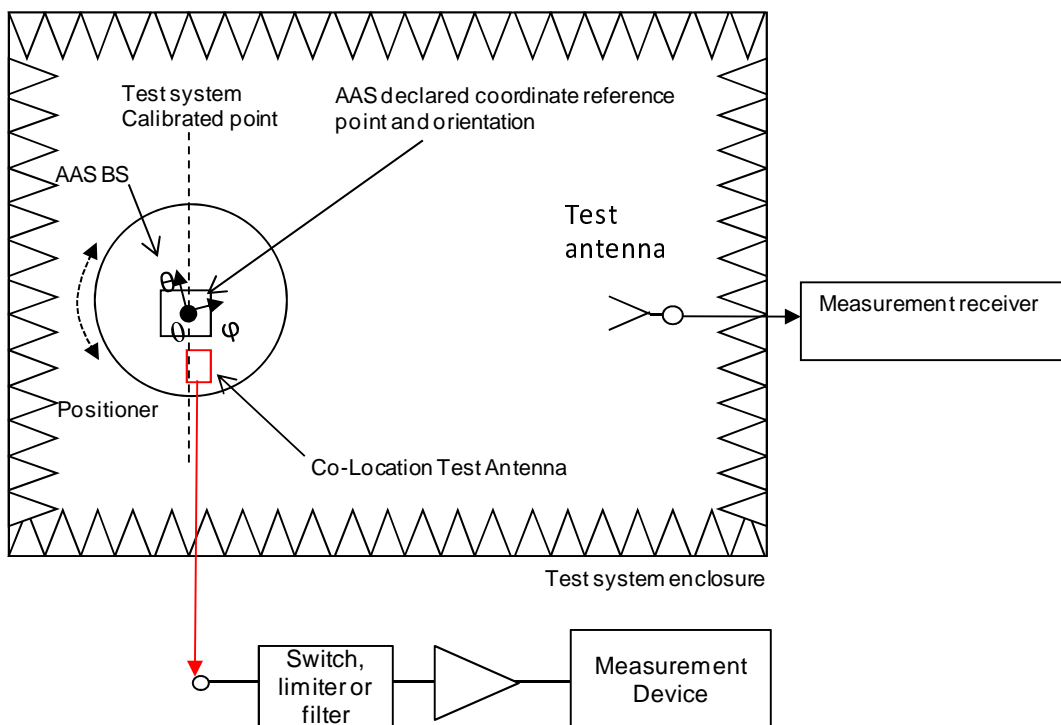 Test system
Calibrated point
AAS declared coordinate reference
point and orientation
AAS BS
Test
antenna
θ
0
φ
Measurement receiver
Positioner
Co-Location Test Antenna
Test system enclosure
Switch,
limiter or
filter
Measurement
Device